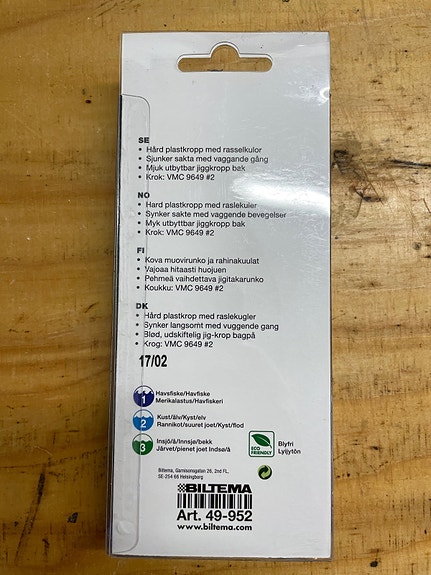 SE
• Hård plastkropp med rasselkulor
• Sjunker sakta med vaggande gång
• Mjuk utbytbar jiggkropp bak
• Krok: VMC 9649 #2
NO
• Hard plastkropp med raslekuler
• Synker sakte med vaggende bevegelser
• Myk utbyttbar jiggkropp bak
• Krok: VMC 9649 #2
FI
• Kova muovirunko ja rahinakuulat
• Vajoaa hitaasti huojuen
• Pehmeä vaihdettava jigitakarunko
• Koukku: VMC 9649 #2
DK
• Hård plastkrop med raslekugler
• Synker langsomt med vuggende gang
• Blød, udskiftelig jig-krop bagpå
• Krog: VMC 9649 #2
17/02
1 Havsfiske/Havfiske
Merikalastus/Havfiskeri
2 Kust/älv/Kyst/elv
Rannikot/suuret joet/Kyst/flod
3 Insjö/å/Innsjø/bekk
Järvet/pienet joet Indsø/å
ECO FRIENDLY
Blyfri
Lyijytön
Biltema, Garnisonsgatan 26, 2nd FL,
SE-254 66 Helsingborg
BILTEMA
Art. 49-952
www.biltema.com